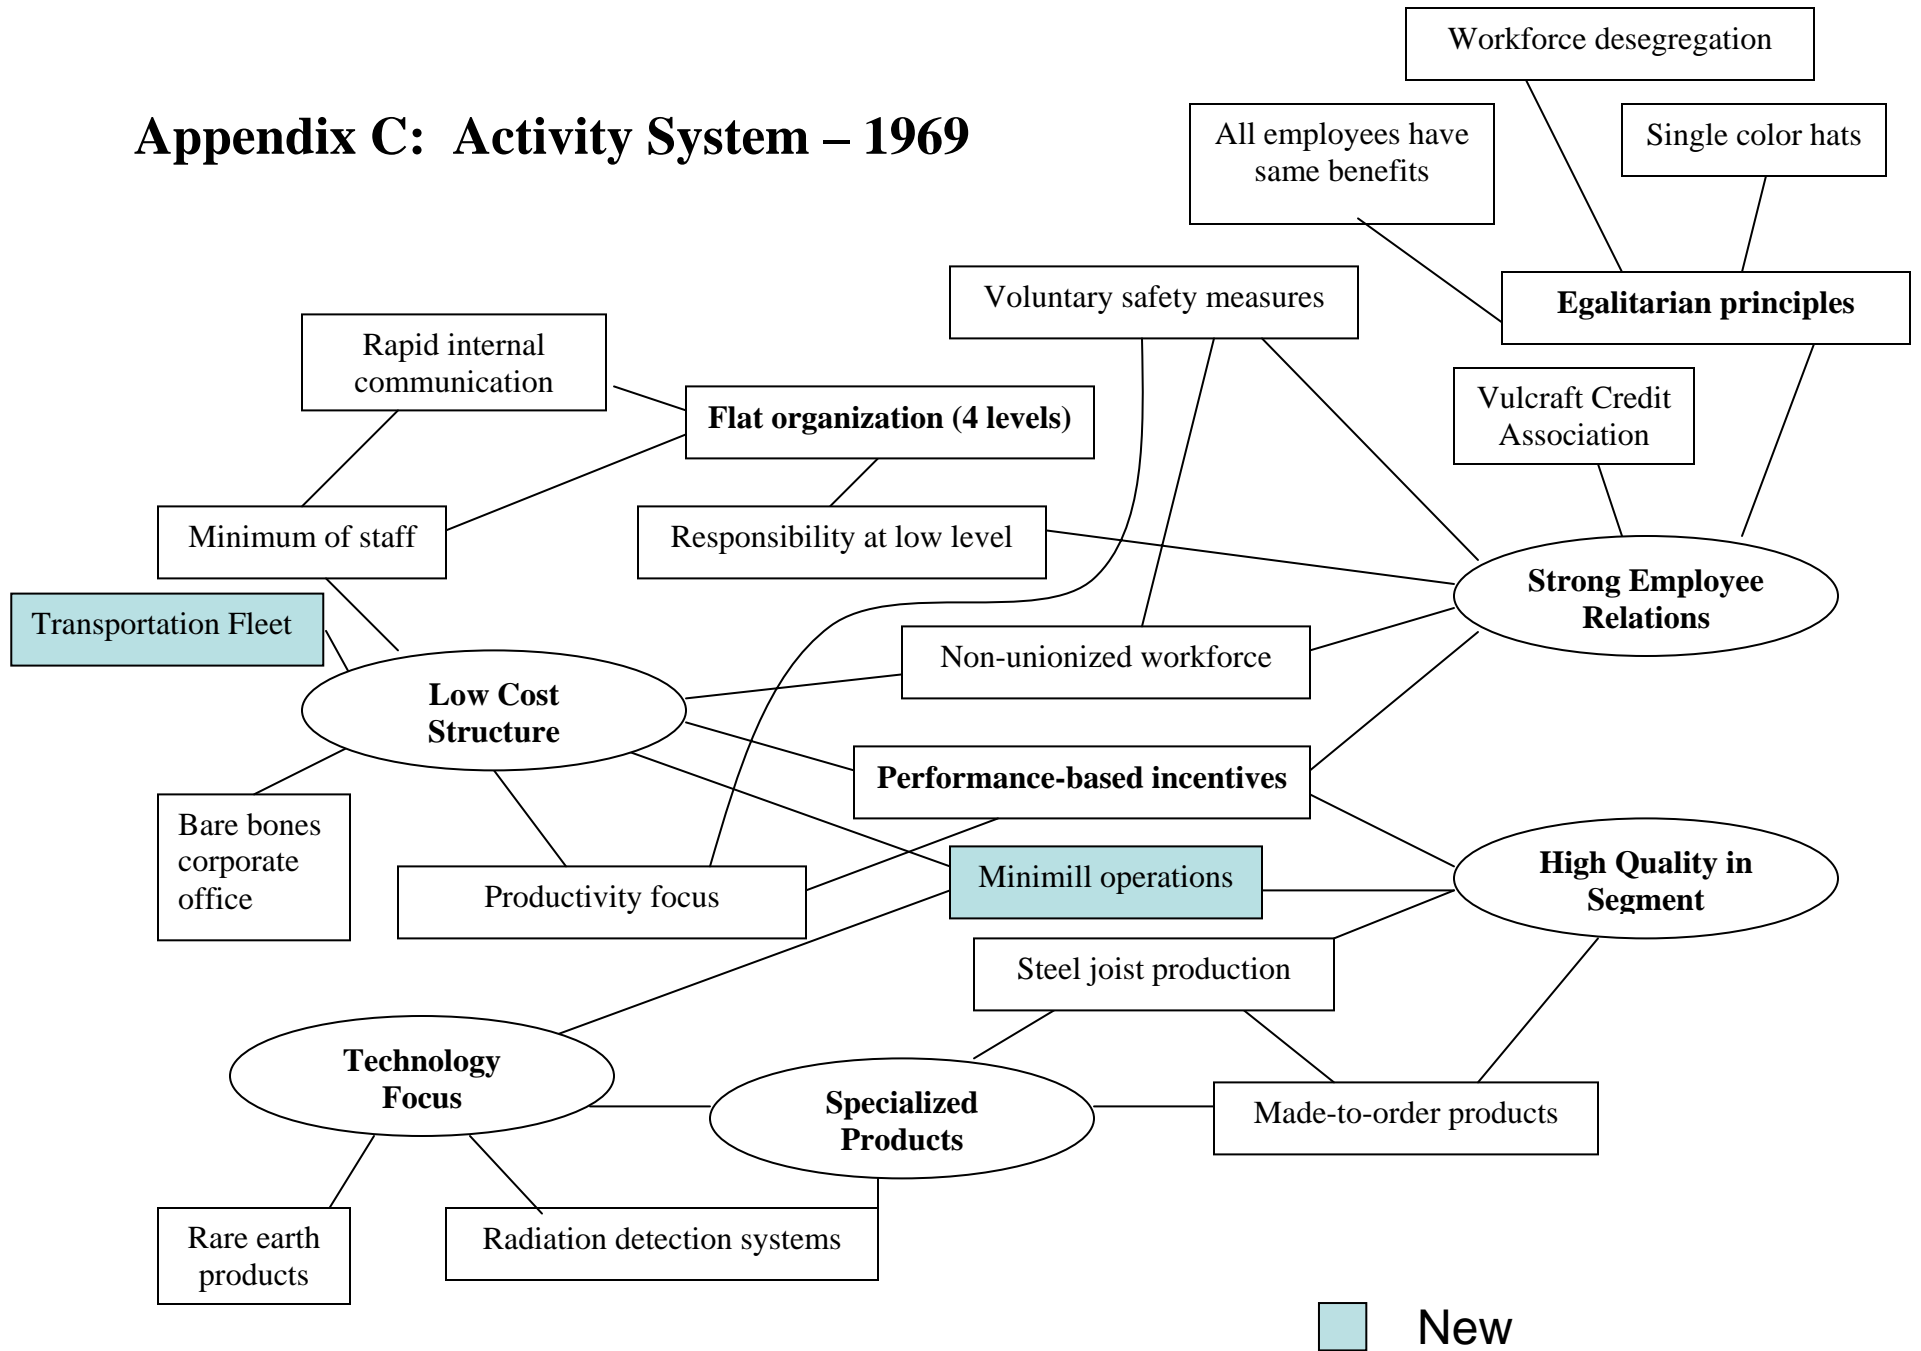 Workforce desegregation
Appendix C: Activity System – 1969
All employees have
same benefits
Single color hats
Voluntary safety measures
Egalitarian principles
Rapid internal
communication
Flat organization (4 levels)
Vulcraft Credit
Association
Minimum of staff
Responsibility at low level
Strong Employee
Relations
Transportation Fleet
Non-unionized workforce
Low Cost
Structure
Performance-based incentives
Bare bones
corporate
office
Productivity focus
Minimill operations
High Quality in
Segment
Steel joist production
Technology
Focus
Specialized
Products
Made-to-order products
Rare earth
products
Radiation detection systems
New